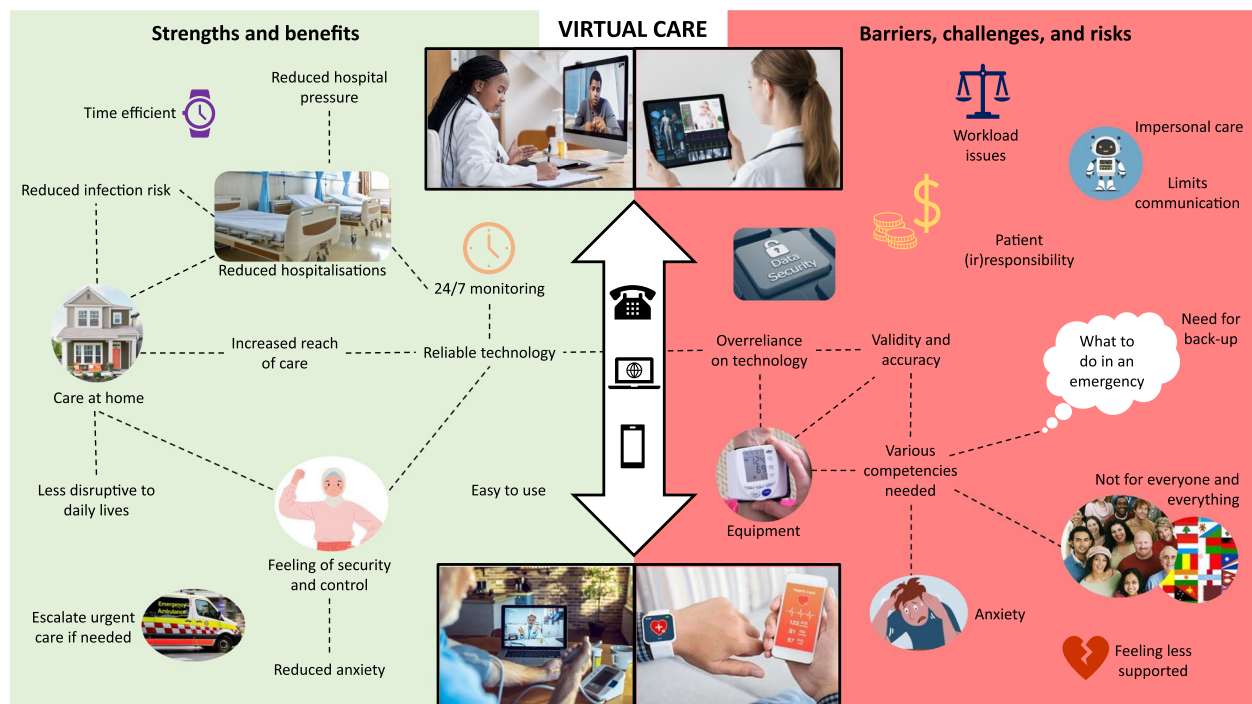 VIRTUAL CARE
Strengths and benefits
Reduced hospital
pressure
Time efficient
Reduced infection risk
Reduced hospitalisations
24/7 monitoring
Increased reach
of care
Reliable technology
Care at home
Less disruptive to
daily lives
Easy to use
Feeling of security
and control
Escalate urgent
care if needed
Emergency
Ambulance
Reduced anxiety
Barriers, challenges, and risks
Workload
issues
Impersonal care
Limits
communication
$
Patient
(ir)responsibility
Data
Security
Need for
back-up
What to
do in an
emergency
Overreliance
on technology
Validity and
accuracy
Various
competencies
needed
Equipment
Not for everyone and
everything
Anxiety
Feeling less
supported